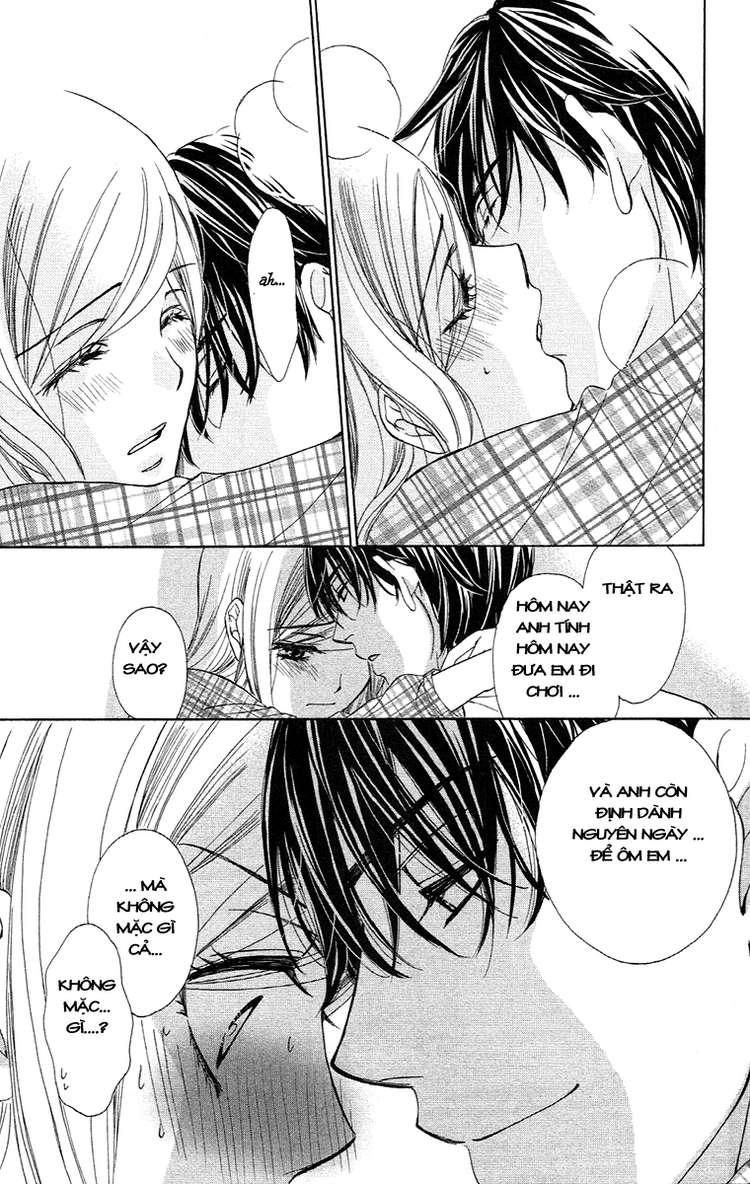 ah...
THẬT RA
HÔM NAY
ANH TÍNH
HÔM NAY
ĐƯA EM ĐI
CHƠI ...
VẬY
SAO?
VÀ ANH CÒN
ĐỊNH DÀNH
NGUYÊN NGÀY ...
ĐỂ ÔM EM ...
... MÀ
KHÔNG
MẶC GÌ
CẢ...
KHÔNG
MẶC...
GÌ....?